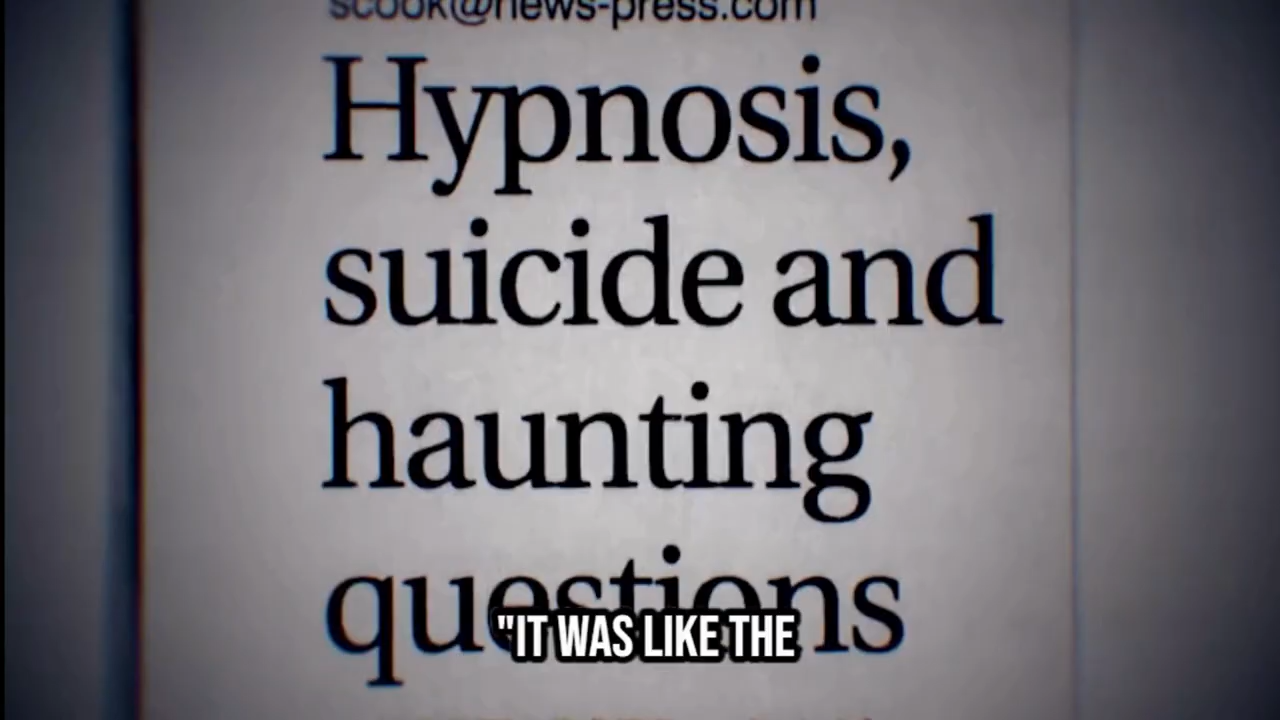 scook@news-press.com
Hypnosis,
suicide and
haunting
questions
"IT WAS LIKE THE